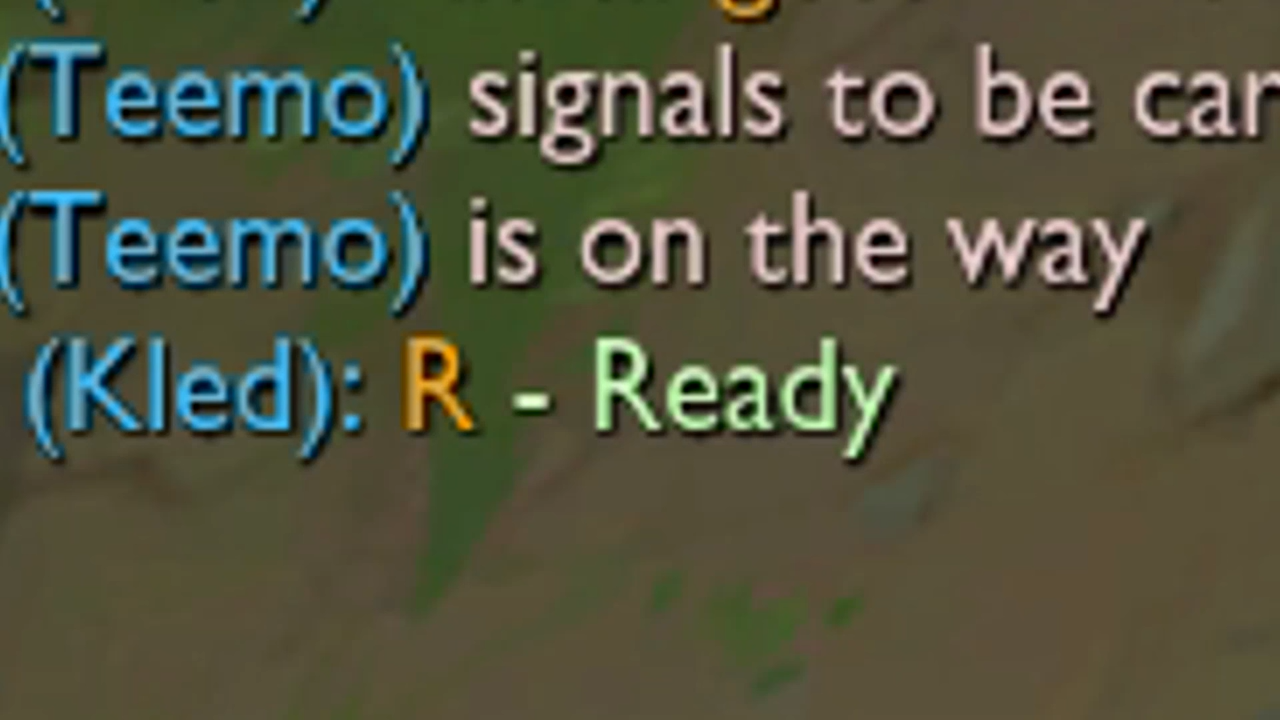 (Teemo) signals to be
(Teemo) is on the way
(Kled): R - Ready